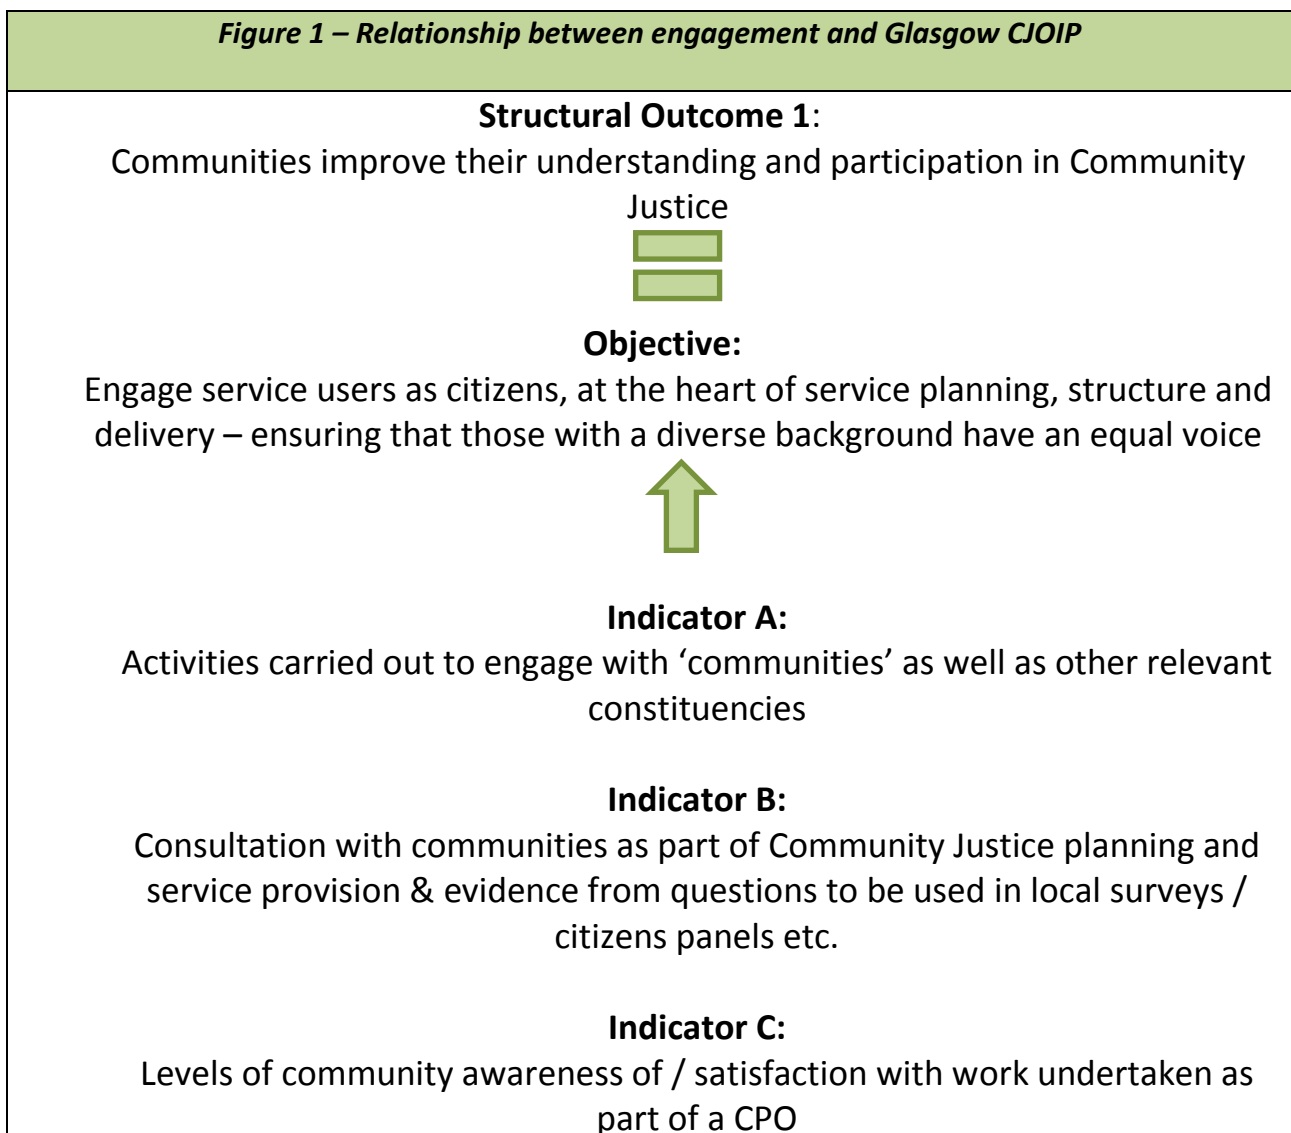 Figure 1 – Relationship between engagement and Glasgow CJOIP
Structural Outcome 1:
Communities improve their understanding and participation in Community
Justice
Objective:
Engage service users as citizens, at the heart of service planning, structure and
delivery – ensuring that those with a diverse background have an equal voice
Indicator A:
Activities carried out to engage with ‘communities’ as well as other relevant
constituencies
Indicator B:
Consultation with communities as part of Community Justice planning and
service provision & evidence from questions to be used in local surveys /
citizens panels etc.
Indicator C:
Levels of community awareness of / satisfaction with work undertaken as
part of a CPO